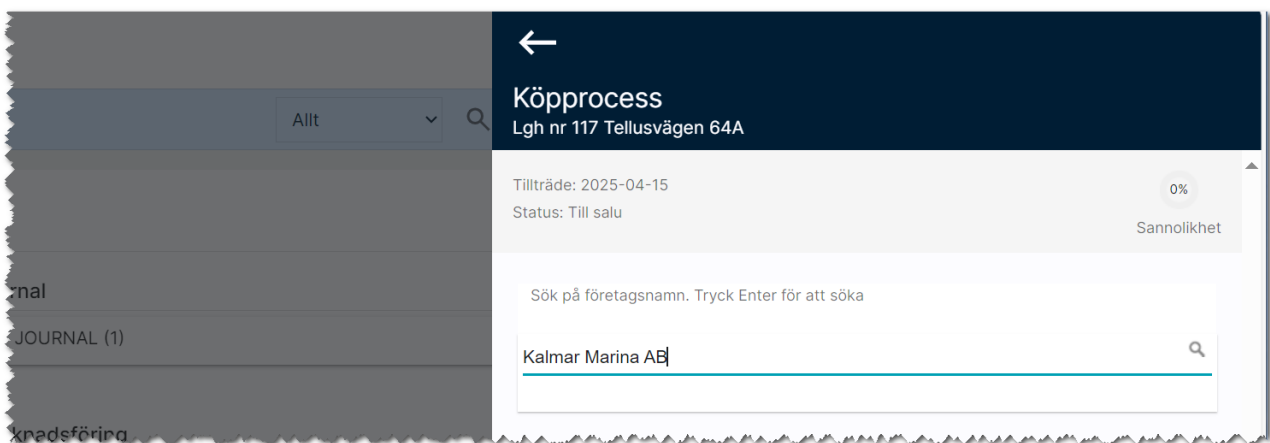 Allt
rnal
JOURNAL (1)
knadsföring
Köpprocess
Lgh nr 117 Tellusvägen 64A
Tillträde: 2025-04-15
0%
Status: Till salu
Sannolikhet
Sök på företagsnamn. Tryck Enter för att söka
Kalmar Marina AB